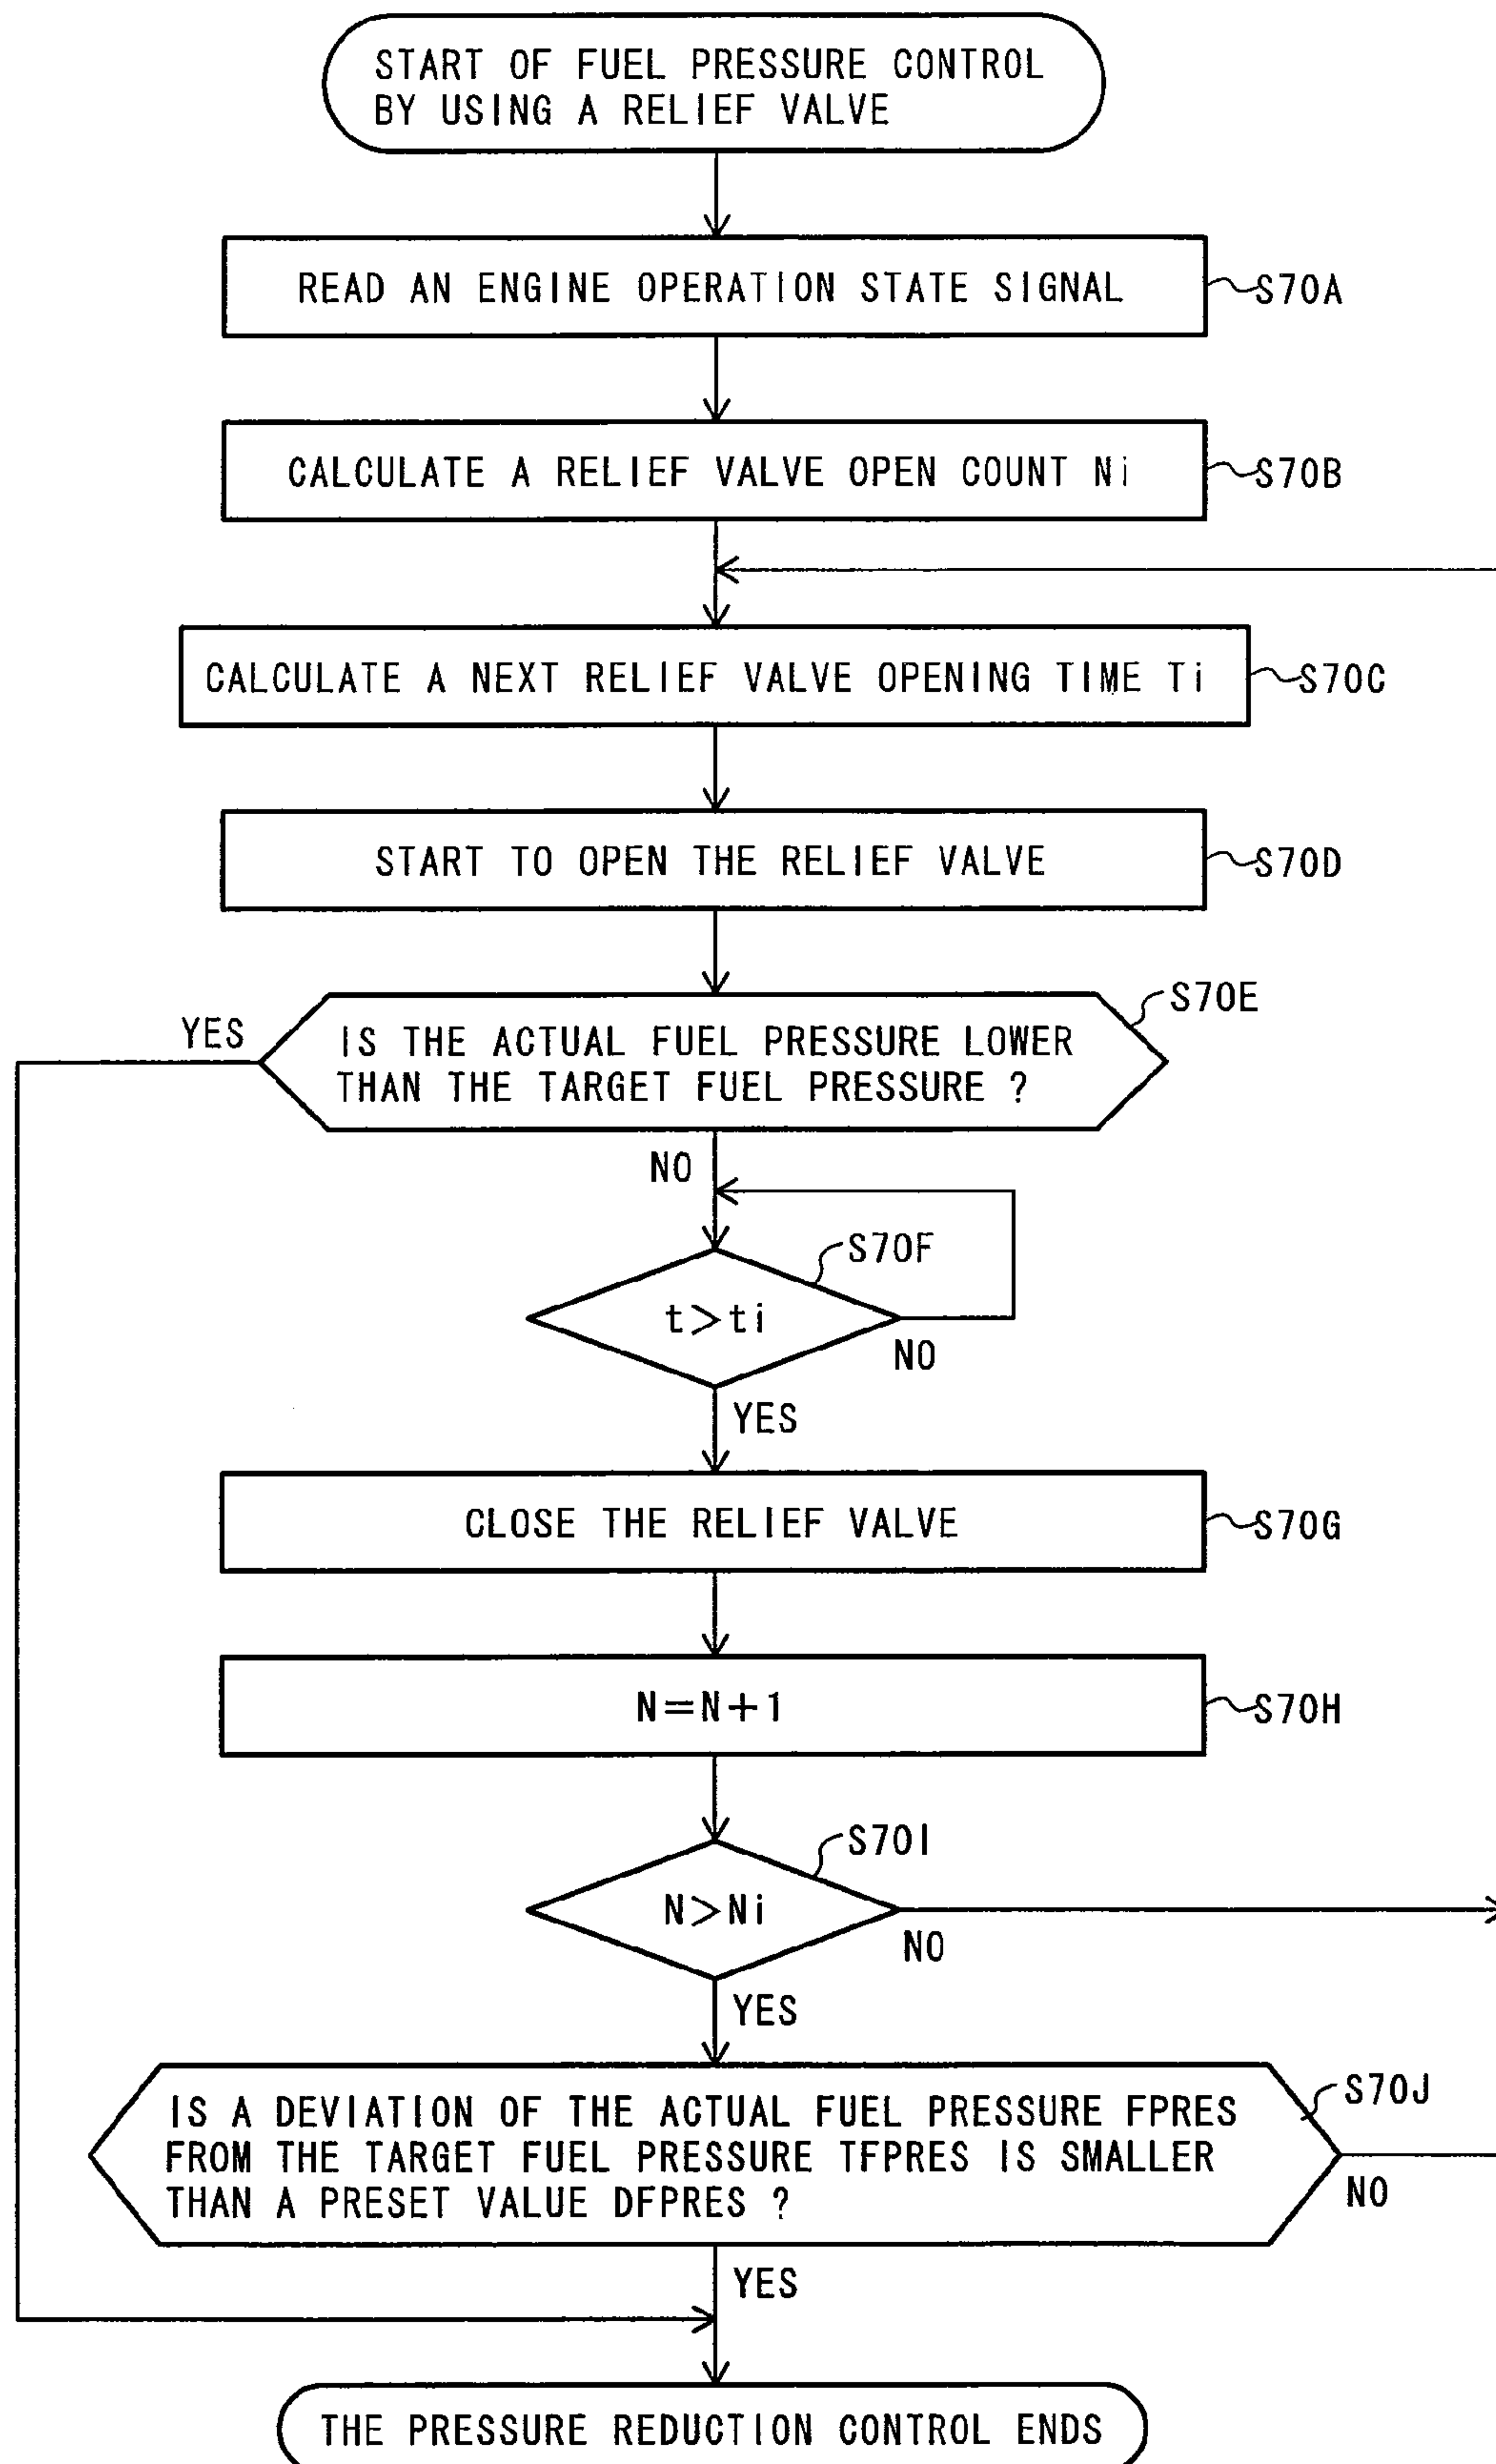 START OF FUEL PRESSURE CONTROL
BY USING A RELIEF VALVE
READ AN ENGINE OPERATION STATE SIGNAL
S70A
CALCULATE A RELIEF VALVE OPEN COUNT Ni
S70B
CALCULATE A NEXT RELIEF VALVE OPENING TIME Ti
S70C
START TO OPEN THE RELIEF VALVE
S70D
S70E
YES
IS THE ACTUAL FUEL PRESSURE LOWER
THAN THE TARGET FUEL PRESSURE ?
NO
S70F
t>ti
NO
YES
CLOSE THE RELIEF VALVE
S70G
N=N+1
S70H
S70I
N>Ni
NO
YES
S70J
IS A DEVIATION OF THE ACTUAL FUEL PRESSURE FPRES
FROM THE TARGET FUEL PRESSURE TFPRES IS SMALLER
THAN A PRESET VALUE DFPRES ?
NO
YES
THE PRESSURE REDUCTION CONTROL ENDS